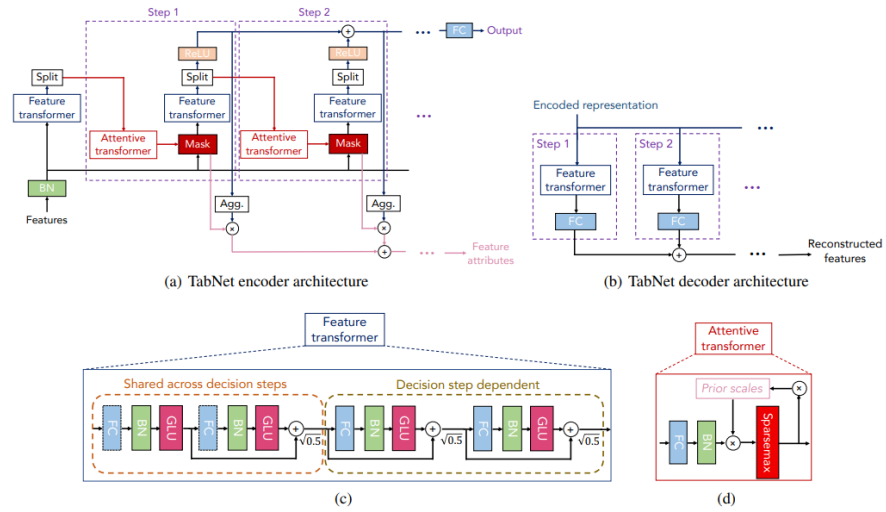 Step 1
Step 2
ReLU
ReLU
FC
Output
Split
Split
Split
Feature
transformer
Feature
transformer
Feature
transformer
Attentive
transformer
Mask
Attentive
transformer
Mask
BN
Features
Agg.
Agg.
Feature
attributes
(a) TabNet encoder architecture
Encoded representation
Step 1
Step 2
Feature
transformer
Feature
transformer
FC
FC
Reconstructed
features
(b) TabNet decoder architecture
Feature
transformer
Shared across decision steps
Decision step dependent
FC
BN
GLU
FC
BN
GLU
√0.5
FC
BN
GLU
√0.5
FC
BN
GLU
√0.5
(c)
Attentive
transformer
Prior scales
FC
BN
Sparsemax
(d)